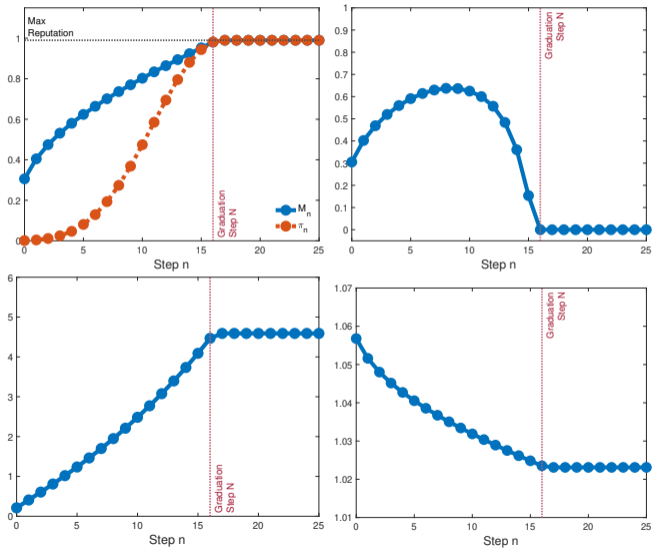 1
0.8
0.6
0.4
0.2
0
Max
Reputation
Graduation
Step N
M_n
π_n
0 5 10 15 20 25
Step n
1
0.9
0.8
0.7
0.6
0.5
0.4
0.3
0.2
0.1
0
Graduation
Step N
0 5 10 15 20 25
Step n
6
5
4
3
2
1
0
Graduation
Step N
0 5 10 15 20 25
Step n
1.07
1.06
1.05
1.04
1.03
1.02
1.01
Graduation
Step N
0 5 10 15 20 25
Step n